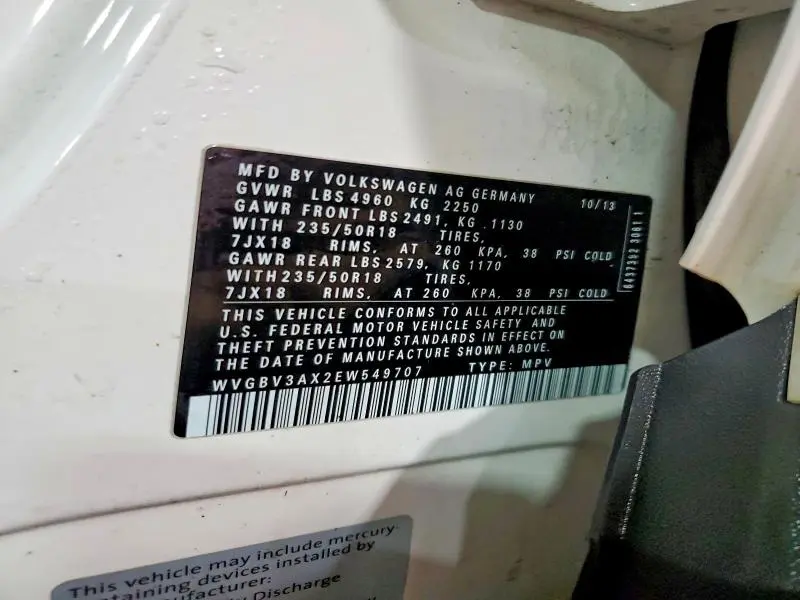 MFD BY VOLKSWAGEN AG GERMANY 10/13
GVWR LBS 4960 KG 2250
GAWR FRONT LBS 2491, KG .1130
WITH 235/50R18 TIRES,
7JX18 RIMS, AT 260 KPA, 38 PSI COLD
GAWR REAR LBS 2579, KG 1170
WITH 235/50R18 TIRES,
7JX18 RIMS, AT 260 KPA, 38 PSI COLD
THIS VEHICLE CONFORMS TO ALL APPLICABLE
U.S. FEDERAL MOTOR VEHICLE SAFETY AND
THEFT PREVENTION STANDARDS IN EFFECT ON
THE DATE OF MANUFACTURE SHOWN ABOVE.
WVGBV3AX2EW549707 TYPE: MPV
This vehicle may include mercury-
containing devices installed by
manufacturer:
Discharge